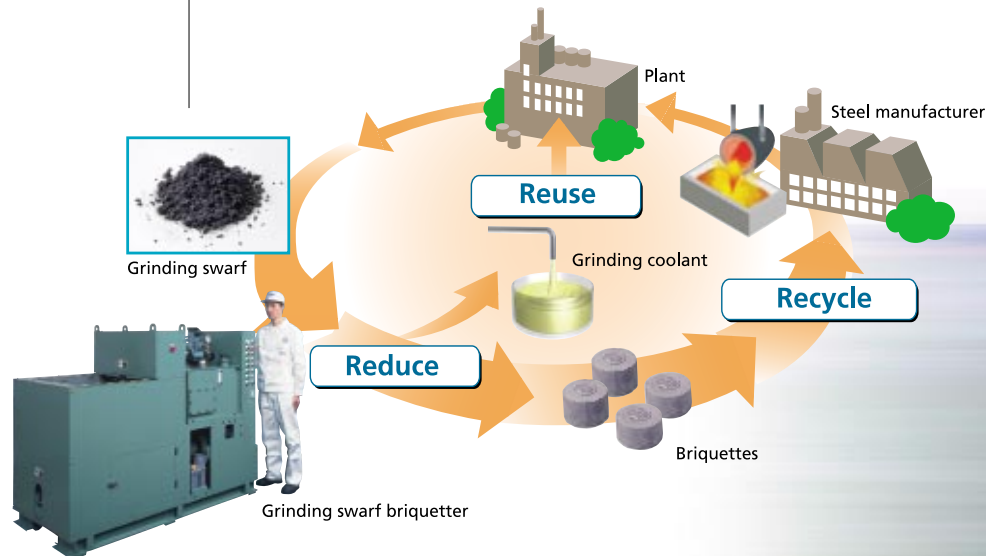 Plant
Steel manufacturer
Reuse
Grinding swarf
Grinding coolant
Recycle
Reduce
Briquettes
Grinding swarf briquetter